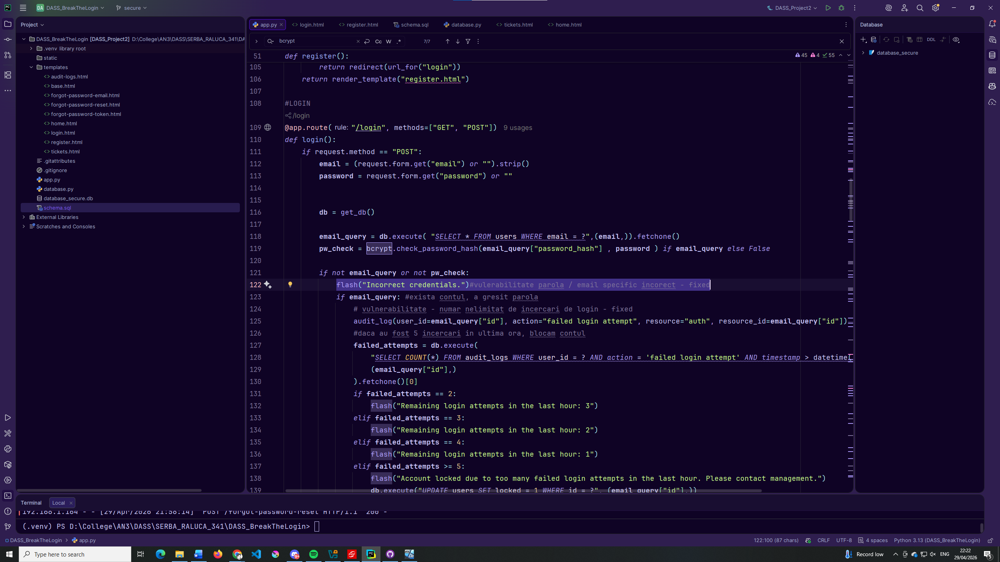 PC
DA DASS_BreakTheLogin
secure
DASS_Project2
Project
DASS_BreakTheLogin [DASS_Project2] D:\College\AN3\DASS\SERBA_RALUCA_341\DA
.venv library root
static
templates
audit-logs.html
base.html
forgot-password-email.html
forgot-password-reset.html
forgot-password-token.html
home.html
login.html
register.html
tickets.html
.gitattributes
.gitignore
app.py
database.py
database_secure.db
schema.sql
External Libraries
Scratches and Consoles
app.py login.html register.html schema.sql database.py tickets.html home.html
bcrypt Cc W .* 7/7
45 4 55
51 def register():
105 return redirect(url_for("login"))
106 return render_template("register.html")
107
108 #LOGIN
/login
109 @app.route( rule: "/login", methods=["GET", "POST"]) 9 usages
110 def login():
111 if request.method == "POST":
112 email = (request.form.get("email") or "").strip()
113 password = request.form.get("password") or ""
114
115
116 db = get_db()
117
118 email_query = db.execute( "SELECT * FROM users WHERE email = ?",(email,)).fetchone()
119 pw_check = bcrypt.check_password_hash(email_query["password_hash"] , password ) if email_query else False
120
121 if not email_query or not pw_check:
122 flash("Incorrect credentials.")#vulerabilitate parola / email specific incorect - fixed
123 if email_query: #exista contul, a gresit parola
124 # vulnerabilitate - numar nelimitat de incercari de login - fixed
125 audit_log(user_id=email_query["id"], action="failed login attempt", resource="auth", resource_id=email_query["id"])
126 #daca au fost 5 incercari in ultima ora, blocam contul
127 failed_attempts = db.execute(
128 "SELECT COUNT(*) FROM audit_logs WHERE user_id = ? AND action = 'failed login attempt' AND timestamp > datetime(
129 (email_query["id"],)
130 ).fetchone()[0]
131 if failed_attempts == 2:
132 flash("Remaining login attempts in the last hour: 3")
133 elif failed_attempts == 3:
134 flash("Remaining login attempts in the last hour: 2")
135 elif failed_attempts == 4:
136 flash("Remaining login attempts in the last hour: 1")
137 elif failed_attempts >= 5:
138 flash("Account locked due to too many failed login attempts in the last hour. Please contact management.")
139 db.execute("UPDATE users SET locked = 1 WHERE id = ?", (email_query["id"],))
Database
DDL
database_secure
Terminal Local
192.168.1.164 - - [29/Apr/2026 21:58:14] "POST /forgot-password-reset HTTP/1.1" 200 -
(.venv) PS D:\College\AN3\DASS\SERBA_RALUCA_341\DASS_BreakTheLogin>
DASS_BreakTheLogin > app.py
122:100 (87 chars) CRLF UTF-8 4 spaces Python 3.13 (DASS_BreakTheLogin)
Type here to search
9+
PDF
PC
x64
10
Record low
ENG
22:22
29/04/2026
5